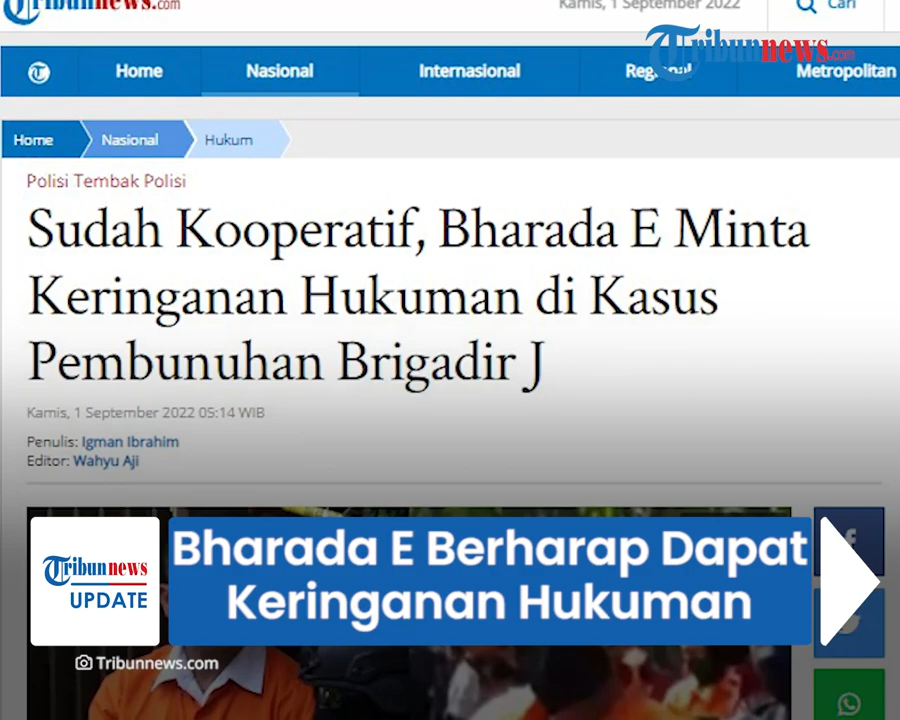 Tribunnews.com
Kamis, 1 September 2022
Cari
Tribunnews.com
Home
Nasional
Internasional
Regional
Metropolitan
Home
Nasional
Hukum
Polisi Tembak Polisi
Sudah Kooperatif, Bharada E Minta
Keringanan Hukuman di Kasus
Pembunuhan Brigadir J
Kamis, 1 September 2022 05:14 WIB
Penulis: Igman Ibrahim
Editor: Wahyu Aji
Tribunnews
UPDATE
Bharada E Berharap Dapat
Keringanan Hukuman
Tribunnews.com